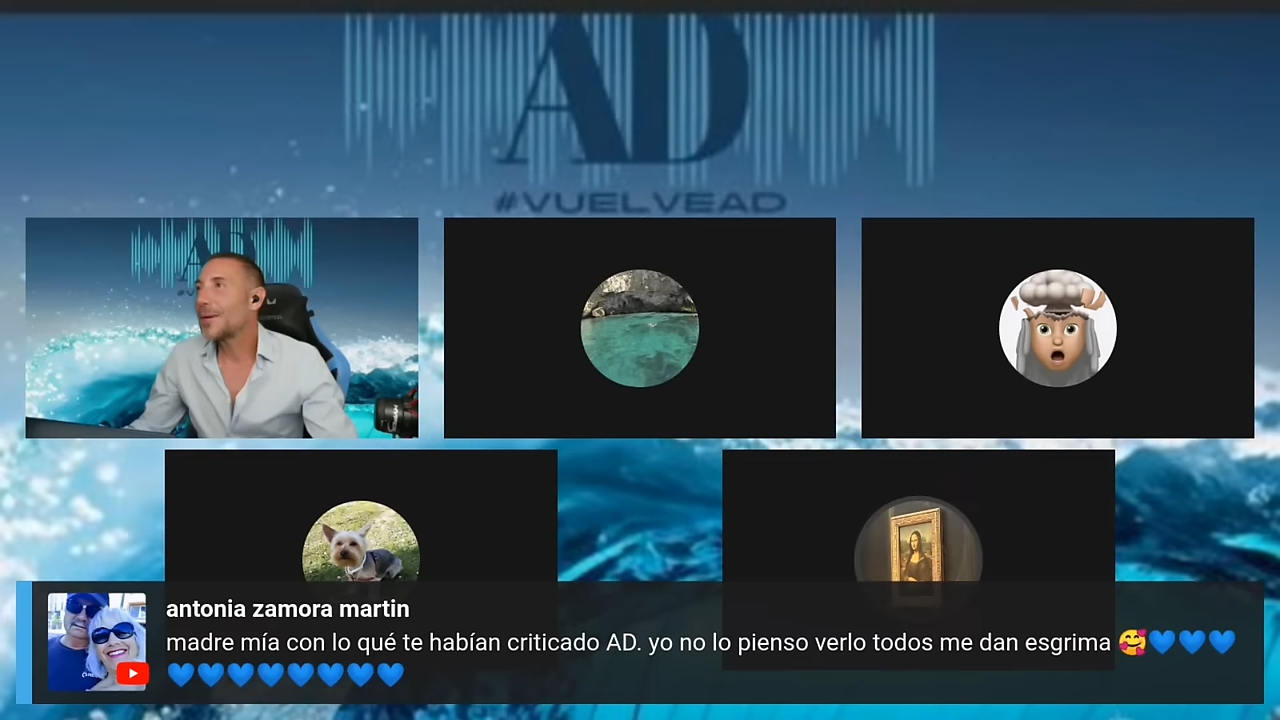 AD
#VUELVEAD
AD
antonia zamora martin
madre mía con lo qué te habían criticado AD. yo no lo pienso verlo todos me dan esgrima 🥰💙💙💙
💙💙💙💙💙💙💙💙